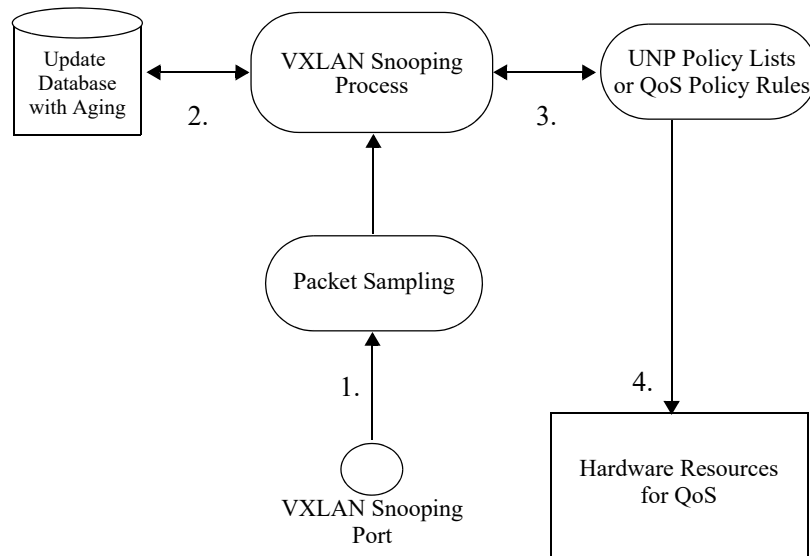 Update
Database
with Aging
2.
VXLAN Snooping
Process
3.
UNP Policy Lists
or QoS Policy Rules
Packet Sampling
1.
4.
VXLAN Snooping
Port
Hardware Resources
for QoS